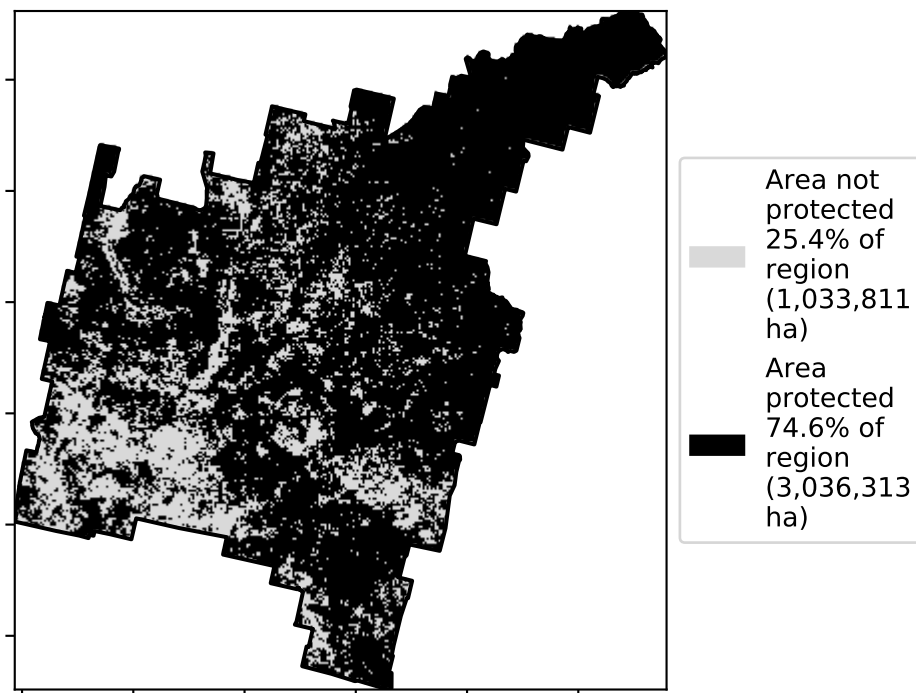 Area not
protected
25.4% of
region
(1,033,811
ha)
Area
protected
74.6% of
region
(3,036,313
ha)